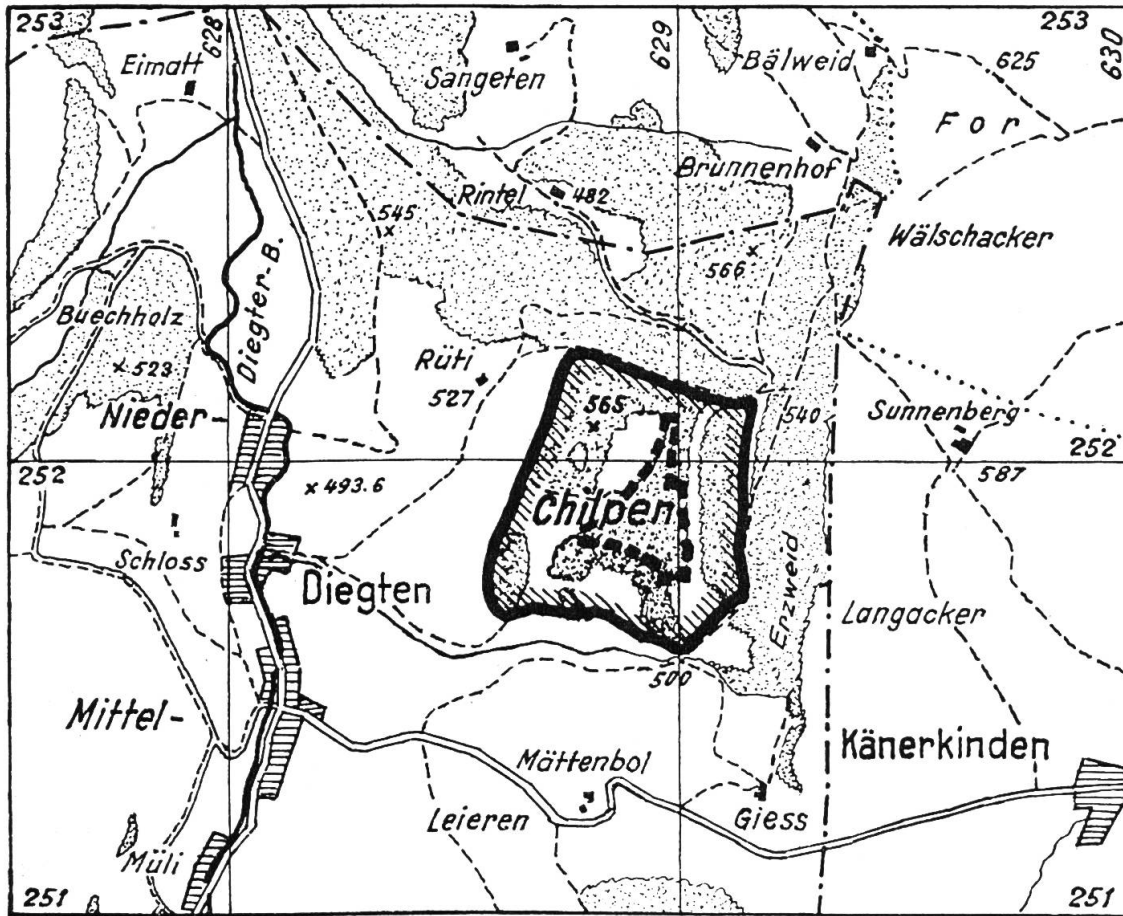 253
628
629
253
630
Eimatt
Sangeten
Bälweid
625
For
Brunnenhof
Rintel
482
545
Wälschacker
566
Diegter-B.
Buechholz
523
Rüti
527
565
540
Sunnenberg
Nieder-
252
252
587
493.6
Chilpen
Schloss
Diegten
Erzweid
Langacker
500
Mittel-
Känerkinden
Mättenbol
Leieren
Giess
Müli
251
251